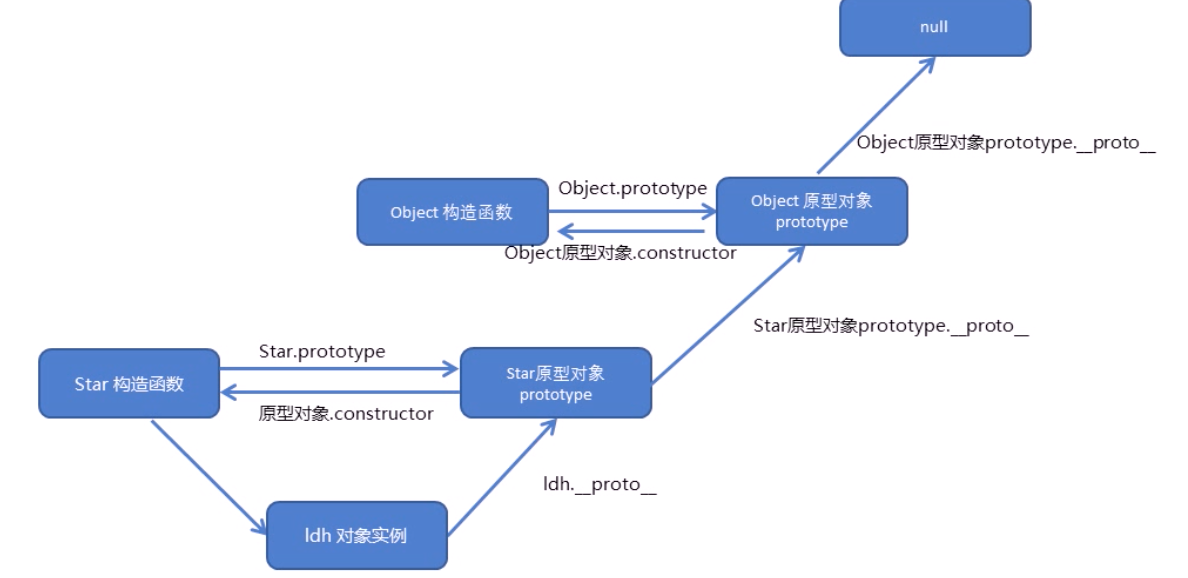 null
Object原型对象prototype.__proto__
Object.prototype
Object 构造函数
Object 原型对象
prototype
Object原型对象.constructor
Star原型对象prototype.__proto__
Star.prototype
Star 构造函数
Star原型对象
prototype
原型对象.constructor
ldh.__proto__
ldh 对象实例